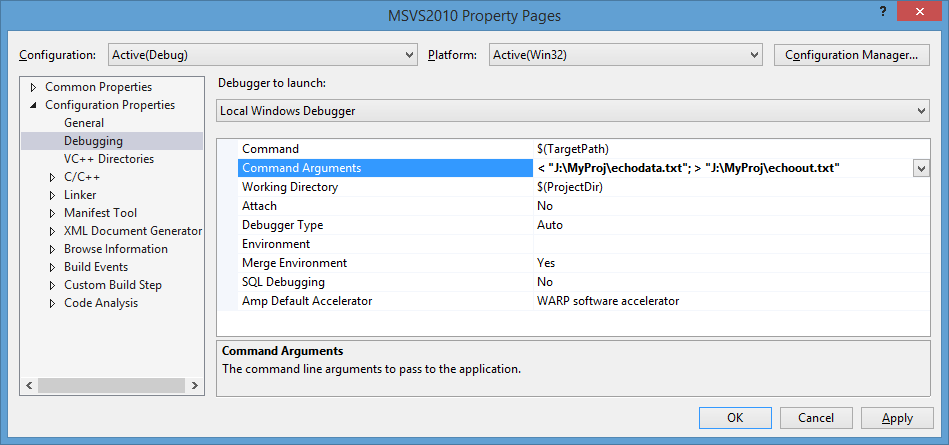 MSVS2010 Property Pages
?
Configuration: Active(Debug) Platform: Active(Win32) Configuration Manager...
Common Properties
Configuration Properties
General
Debugging
VC++ Directories
C/C++
Linker
Manifest Tool
XML Document Generator
Browse Information
Build Events
Custom Build Step
Code Analysis
Debugger to launch:
Local Windows Debugger
Command $(TargetPath)
Command Arguments < "J:\MyProj\echodata.txt"; > "J:\MyProj\echoout.txt"
Working Directory $(ProjectDir)
Attach No
Debugger Type Auto
Environment
Merge Environment Yes
SQL Debugging No
Amp Default Accelerator WARP software accelerator
Command Arguments
The command line arguments to pass to the application.
OK Cancel Apply